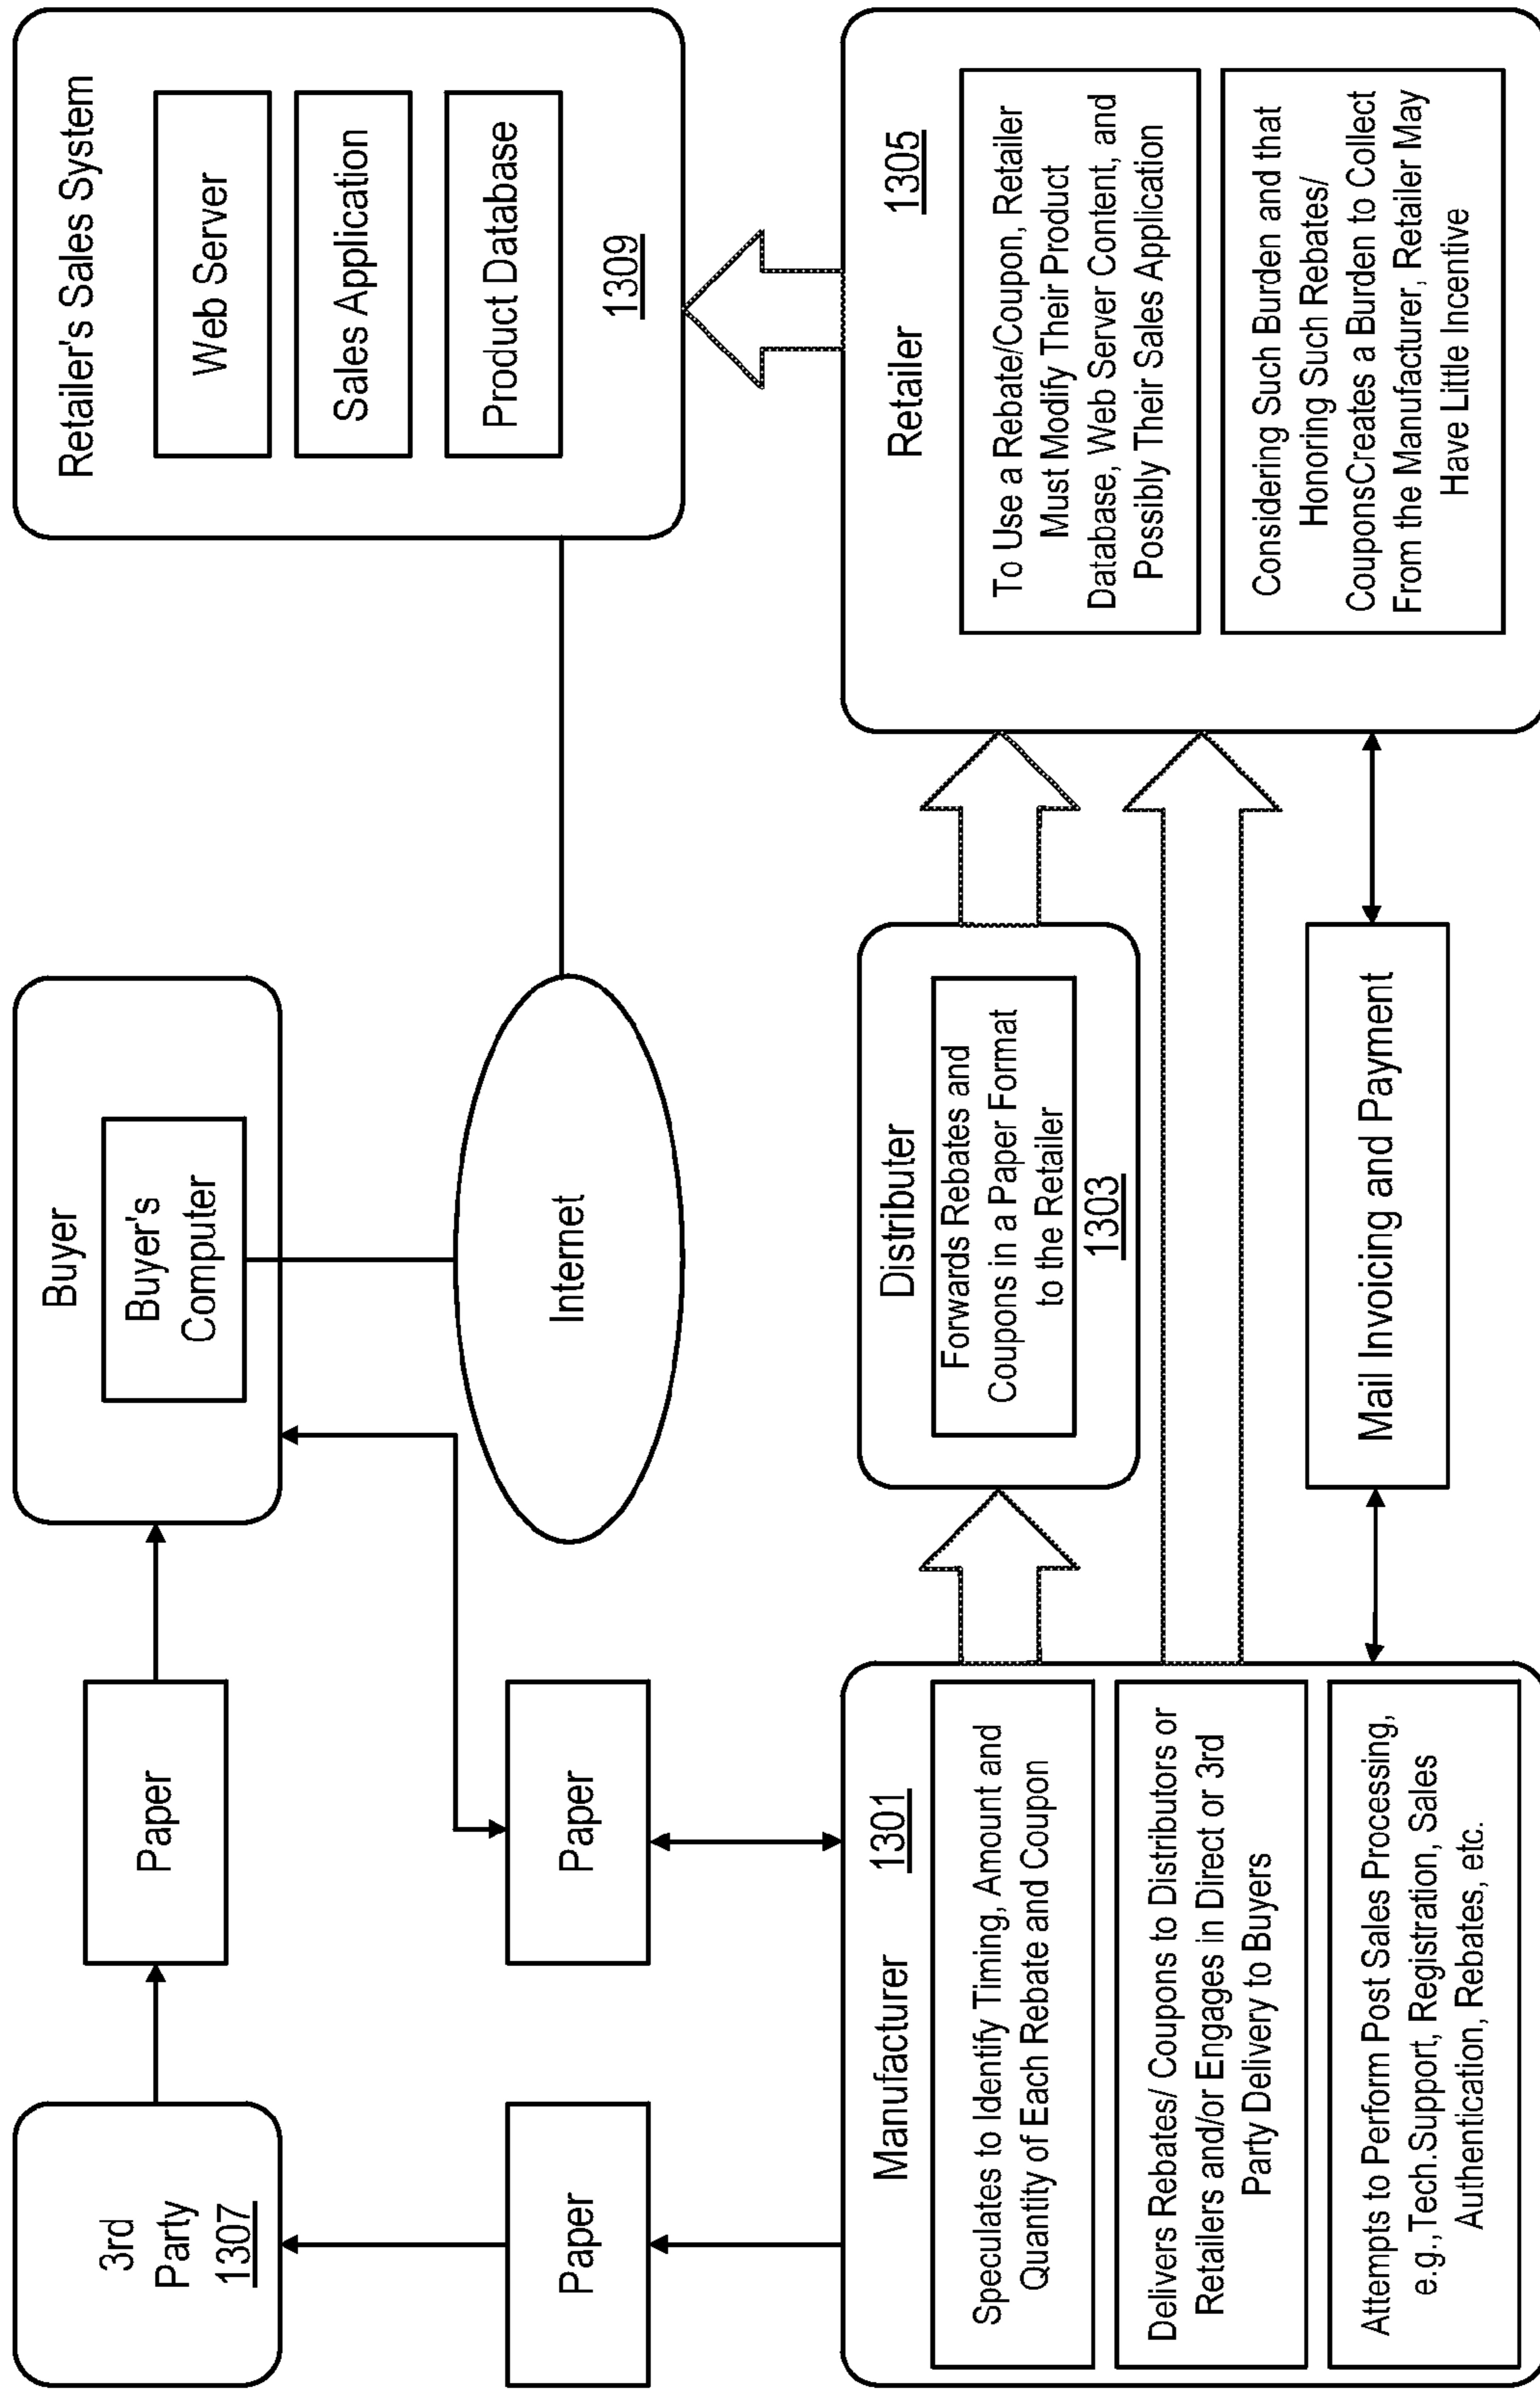 3rd
Party
1307
Paper
Buyer
Buyer's
Computer
Retailer's Sales System
Web Server
Sales Application
Product Database
1309
Paper
Paper
Internet
Manufacturer
1301
Speculates to Identify Timing, Amount and
Quantity of Each Rebate and Coupon
Delivers Rebates/ Coupons to Distributors or
Retailers and/or Engages in Direct or 3rd
Party Delivery to Buyers
Attempts to Perform Post Sales Processing,
e.g.,Tech.Support, Registration, Sales
Authentication, Rebates, etc.
Distributer
Forwards Rebates and
Coupons in a Paper Format
to the Retailer
1303
Mail Invoicing and Payment
Retailer
1305
To Use a Rebate/Coupon, Retailer
Must Modify Their Product
Database, Web Server Content, and
Possibly Their Sales Application
Considering Such Burden and that
Honoring Such Rebates/
CouponsCreates a Burden to Collect
From the Manufacturer, Retailer May
Have Little Incentive